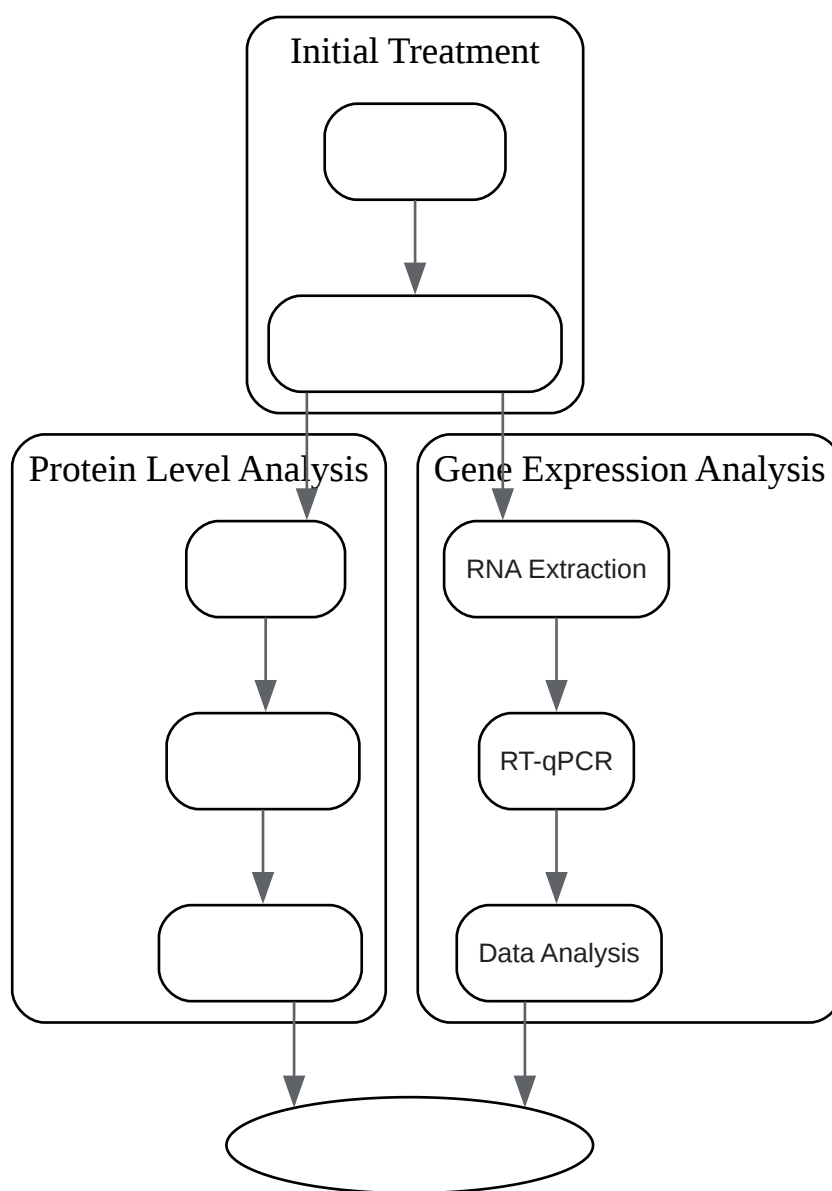 Initial Treatment
Protein Level Analysis
Gene Expression Analysis
RNA Extraction
RT-qPCR
Data Analysis